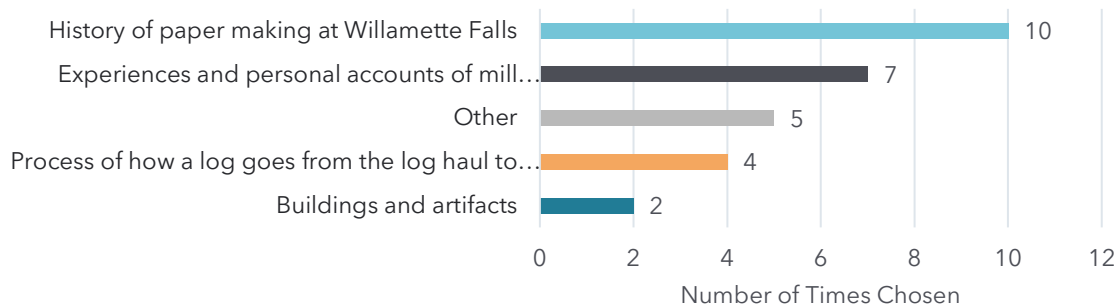 History of paper making at Willamette Falls 10
Experiences and personal accounts of mill… 7
Other 5
Process of how a log goes from the log haul to… 4
Buildings and artifacts 2
0 2 4 6 8 10 12
Number of Times Chosen